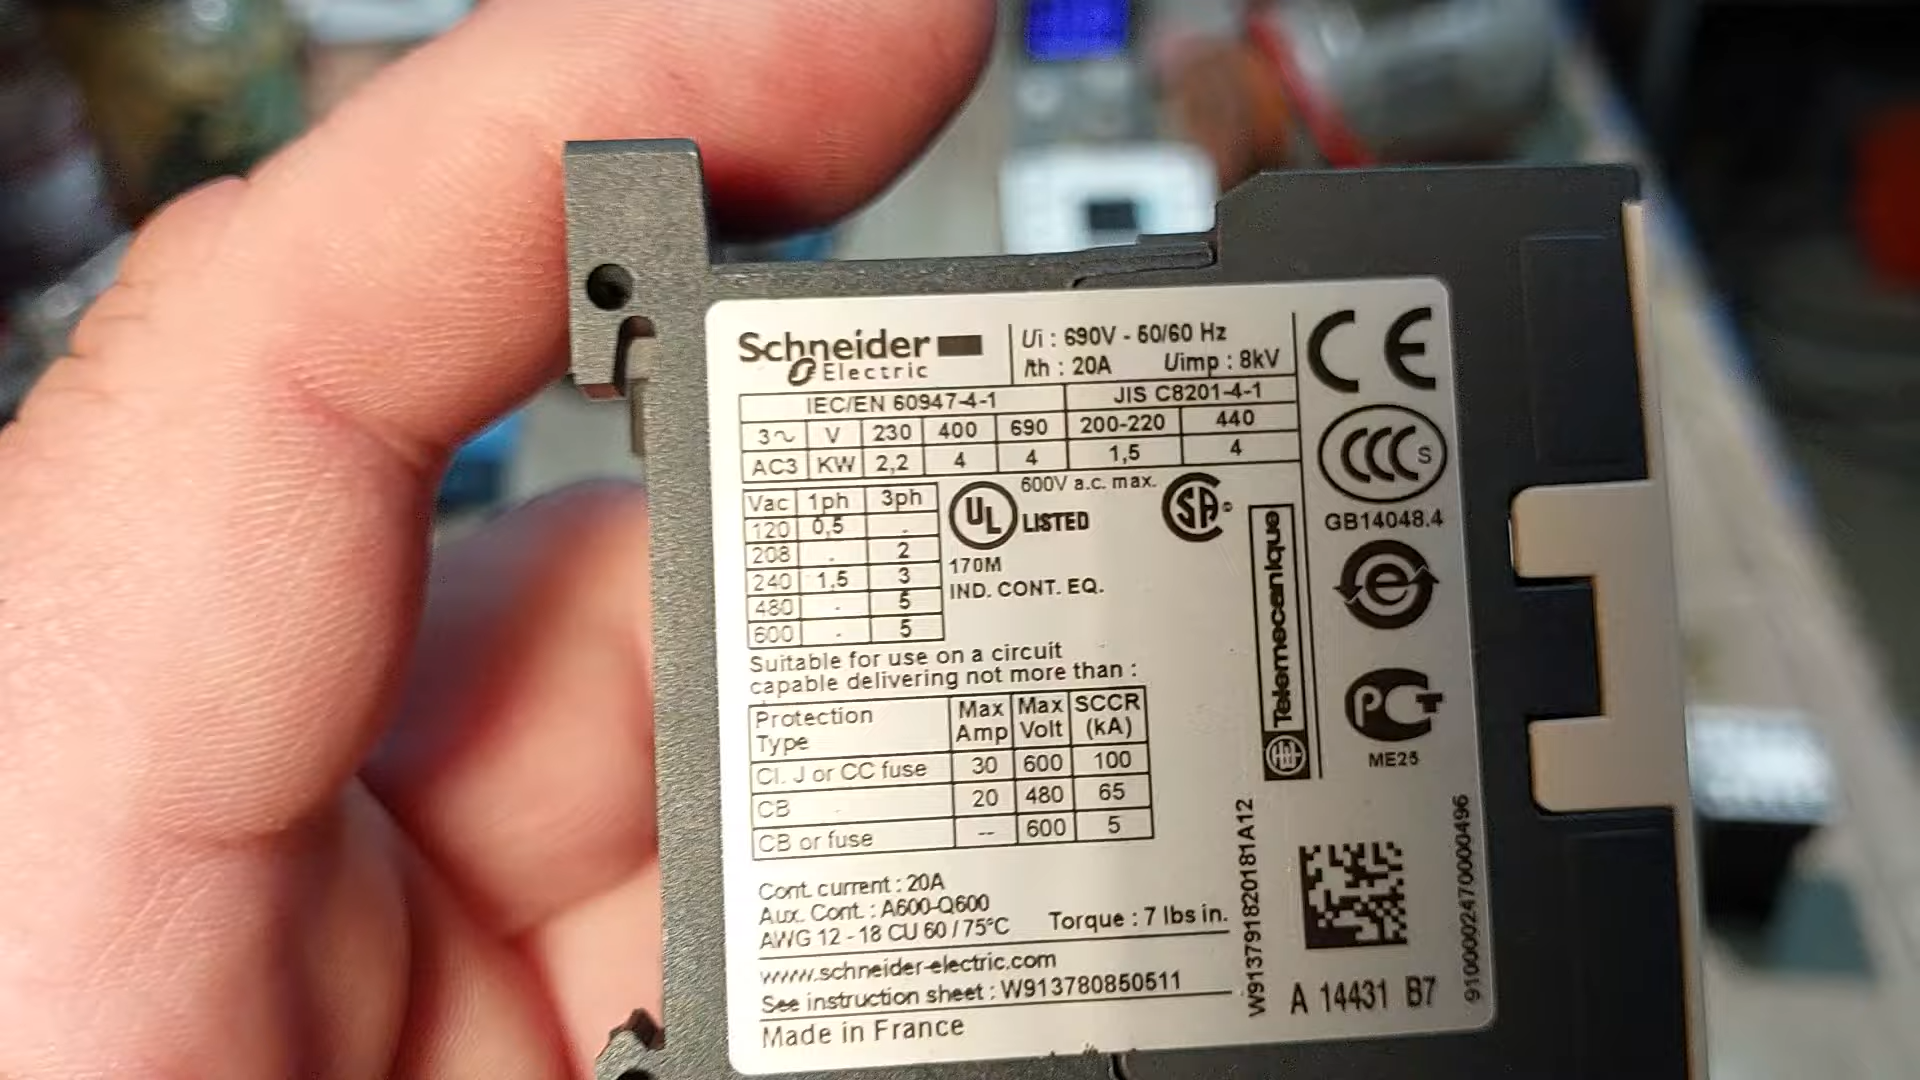 Schneider
Electric
Ui : 690V - 50/60 Hz
Ith : 20A Uimp : 8kV
IEC/EN 60947-4-1 JIS C8201-4-1
3~ V 230 400 690 200-220 440
AC3 KW 2,2 4 4 1,5 4
Vac 1ph 3ph
120 0,5 .
208 . 2
240 1,5 3
480 . 5
600 . 5
600V a.c. max.
UL LISTED
SA
170M
IND. CONT. EQ.
Telemecanique
CE
CCC S
GB14048.4
e
PCT
ME25
Suitable for use on a circuit
capable delivering not more than :
Protection Type Max Amp Max Volt SCCR (kA)
Cl. J or CC fuse 30 600 100
CB 20 480 65
CB or fuse -- 600 5
Cont. current : 20A
Aux. Cont. : A600-Q600
AWG 12 - 18 CU 60 / 75°C Torque : 7 lbs in.
www.schneider-electric.com
See instruction sheet : W913780850511
Made in France
W913791820181A12
A 14431 B7
9100002470000496